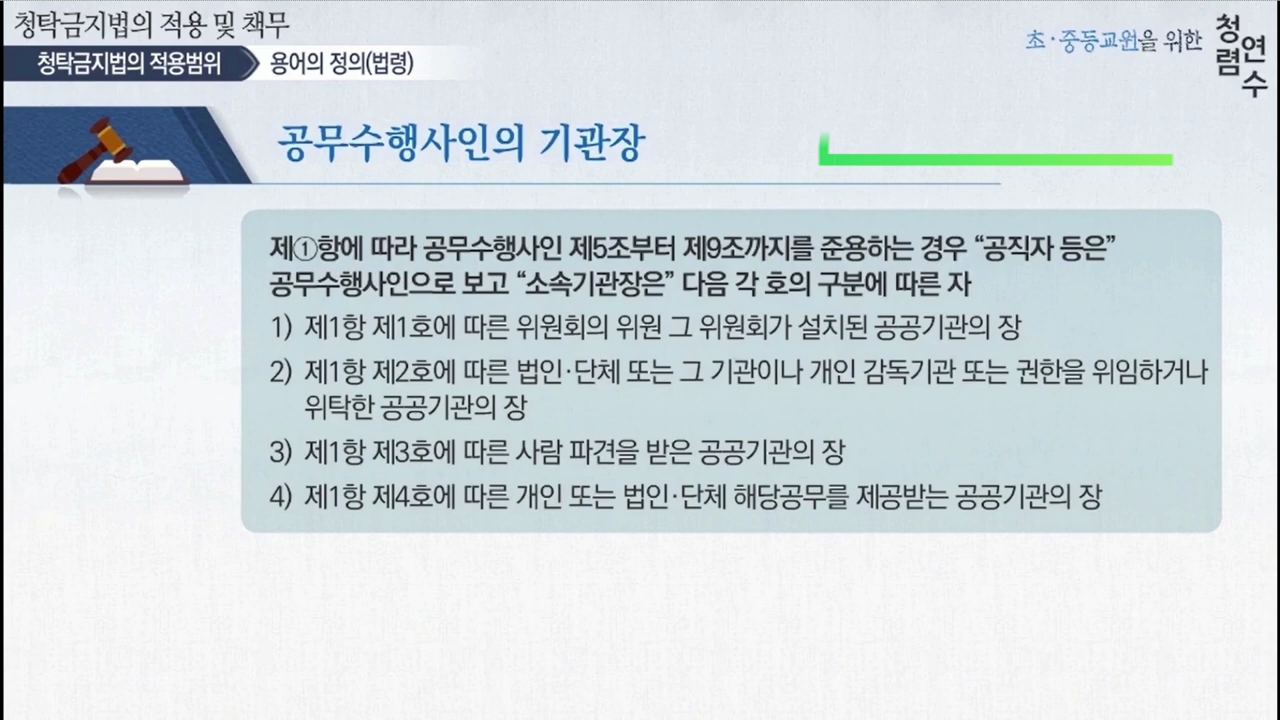 청탁금지법의 적용 및 책무
초·중등교원을 위한
청렴
연수
청탁금지법의 적용범위
용어의 정의(법령)
공무수행사인의 기관장
제①항에 따라 공무수행사인 제5조부터 제9조까지를 준용하는 경우 “공직자 등은”
공무수행사인으로 보고 “소속기관장은” 다음 각 호의 구분에 따른 자
1) 제1항 제1호에 따른 위원회의 위원 그 위원회가 설치된 공공기관의 장
2) 제1항 제2호에 따른 법인·단체 또는 그 기관이나 개인 감독기관 또는 권한을 위임하거나
위탁한 공공기관의 장
3) 제1항 제3호에 따른 사람 파견을 받은 공공기관의 장
4) 제1항 제4호에 따른 개인 또는 법인·단체 해당공무를 제공받는 공공기관의 장